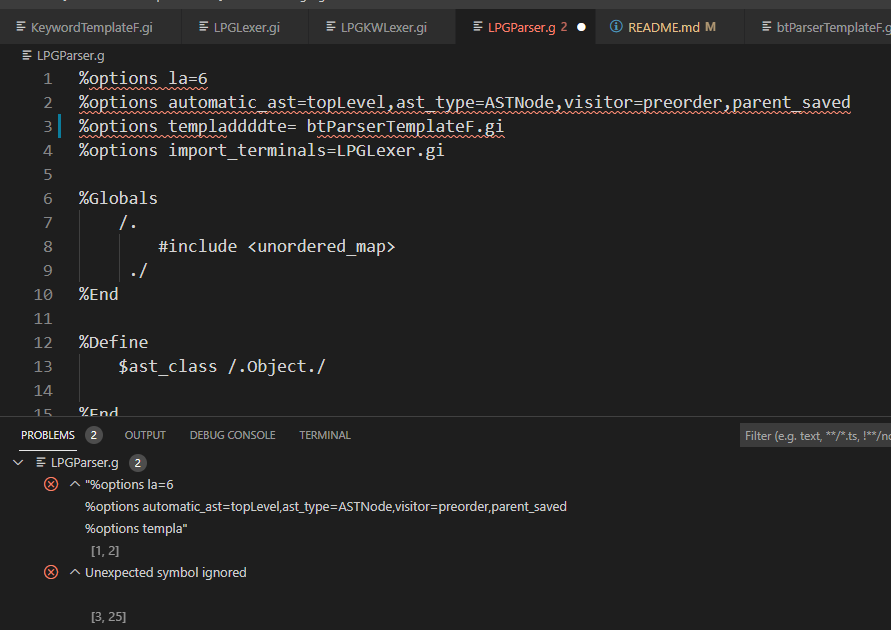 KeywordTemplateF.gi
LPGLexer.gi
LPGKWLexer.gi
LPGParser.g 2
README.md M
btParserTemplateF.g
LPGParser.g
1 %options la=6
2 %options automatic_ast=topLevel,ast_type=ASTNode,visitor=preorder,parent_saved
3 %options templaddddte= btParserTemplateF.gi
4 %options import_terminals=LPGLexer.gi
5
6 %Globals
7 /.
8 #include <unordered_map>
9 ./
10 %End
11
12 %Define
13 $ast_class /.Object./
14
15 %End
PROBLEMS 2 OUTPUT DEBUG CONSOLE TERMINAL
Filter (e.g. text, **/*.ts, !**/no
LPGParser.g 2
"%options la=6
%options automatic_ast=topLevel,ast_type=ASTNode,visitor=preorder,parent_saved
%options templa"
[1, 2]
Unexpected symbol ignored
[3, 25]